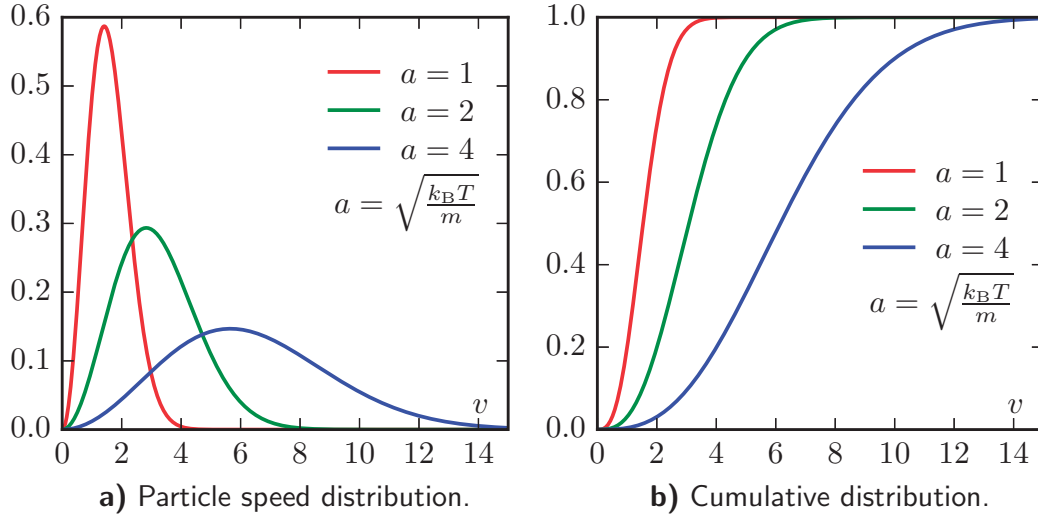 0.6
0.5
0.4
0.3
0.2
0.1
0.0
a = 1
a = 2
a = 4
a = √(k_B T / m)
v
0 2 4 6 8 10 12 14
a) Particle speed distribution.
1.0
0.8
0.6
0.4
0.2
0.0
a = 1
a = 2
a = 4
a = √(k_B T / m)
v
0 2 4 6 8 10 12 14
b) Cumulative distribution.